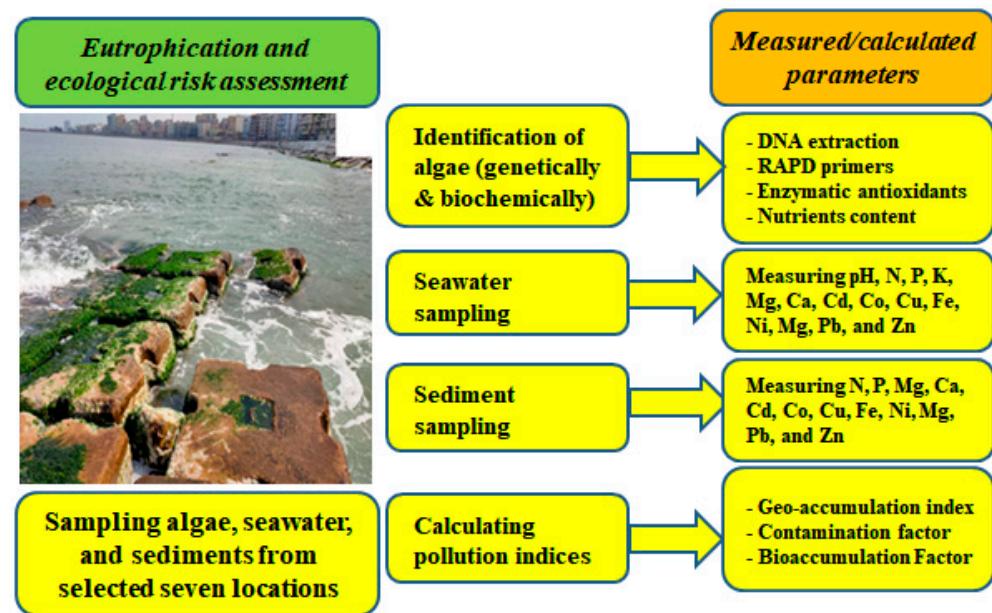 Eutrophication and
ecological risk assessment
Measured/calculated
parameters
Identification of
algae (genetically
& biochemically)
- DNA extraction
- RAPD primers
- Enzymatic antioxidants
- Nutrients content
Seawater
sampling
Measuring pH, N, P, K,
Mg, Ca, Cd, Co, Cu, Fe,
Ni, Mg, Pb, and Zn
Sediment
sampling
Measuring N, P, Mg, Ca,
Cd, Co, Cu, Fe, Ni, Mg,
Pb, and Zn
Sampling algae, seawater,
and sediments from
selected seven locations
Calculating
pollution indices
- Geo-accumulation index
- Contamination factor
- Bioaccumulation Factor